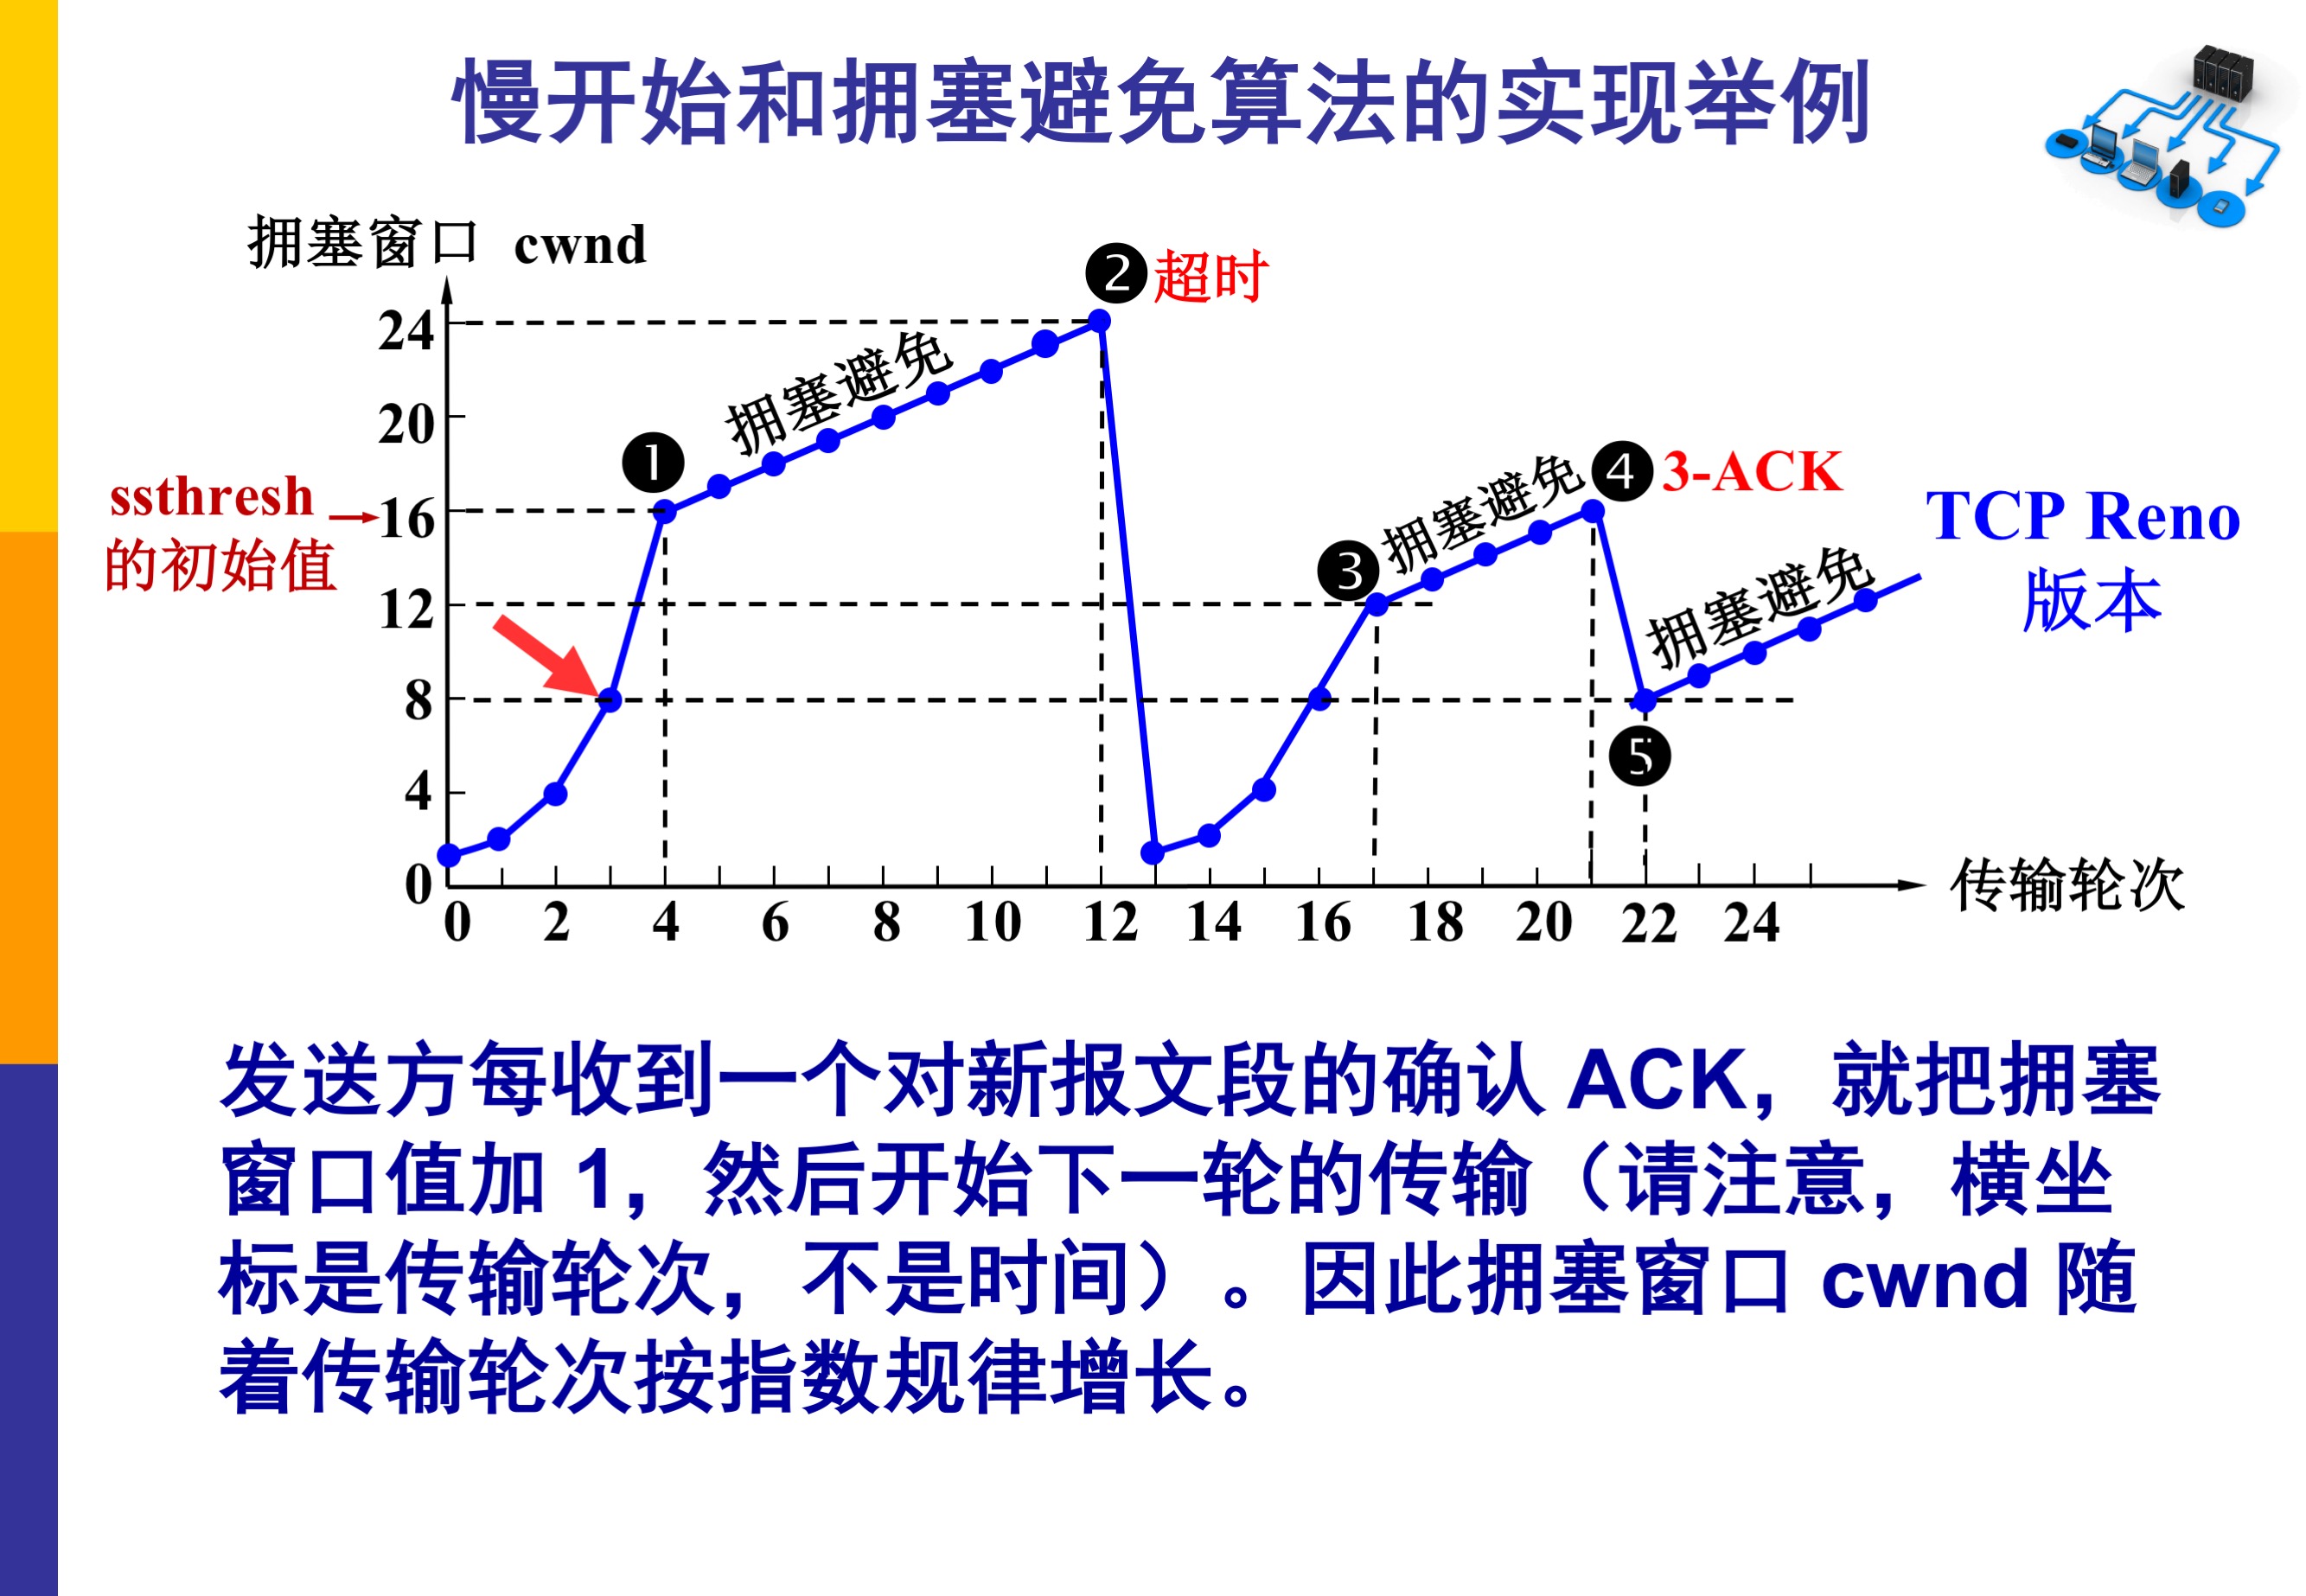 慢开始和拥塞避免算法的实现举例
拥塞窗口 cwnd
❷ 超时
24
拥塞避免
20
❶
❹ 3-ACK
ssthresh
的初始值
16
拥塞避免
TCP Reno
版本
❸
12
拥塞避免
8
❺
4
0
0 2 4 6 8 10 12 14 16 18 20 22 24
传输轮次
发送方每收到一个对新报文段的确认 ACK，就把拥塞
窗口值加 1，然后开始下一轮的传输（请注意，横坐
标是传输轮次，不是时间）。因此拥塞窗口 cwnd 随
着传输轮次按指数规律增长。